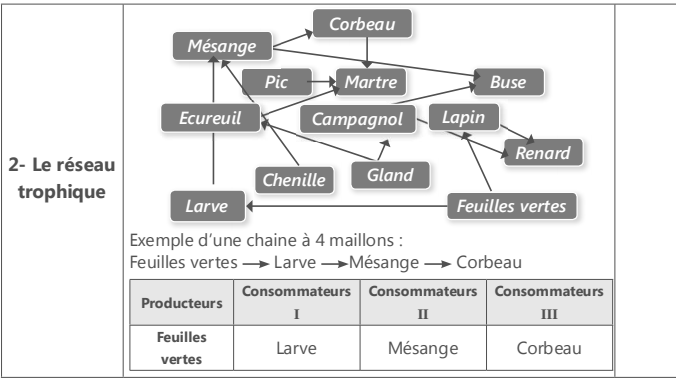 2- Le réseau
trophique
Corbeau
Mésange
Pic
Martre
Buse
Ecureuil
Campagnol
Lapin
Renard
Chenille
Gland
Larve
Feuilles vertes
Exemple d'une chaine à 4 maillons :
Feuilles vertes → Larve → Mésange → Corbeau
Producteurs
Consommateurs
I
Consommateurs
II
Consommateurs
III
Feuilles
vertes
Larve
Mésange
Corbeau